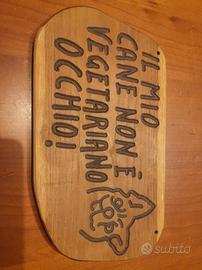 IL MIO
CANE NON È
VEGETARIANO
OCCHIO!
subito